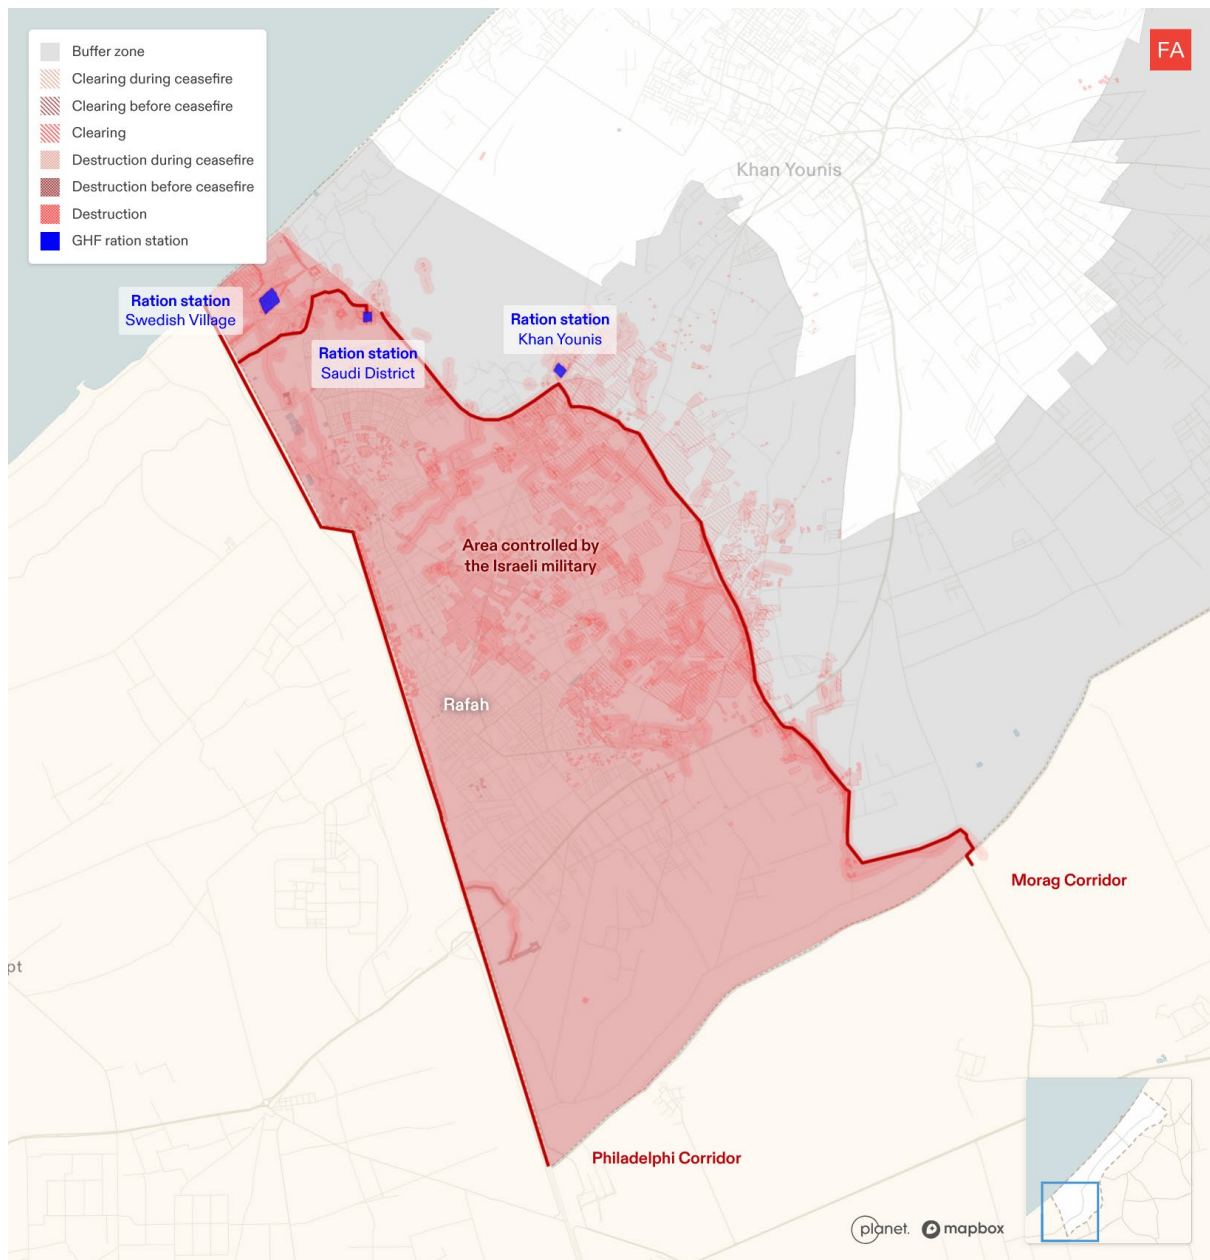 Buffer zone
Clearing during ceasefire
Clearing before ceasefire
Clearing
Destruction during ceasefire
Destruction before ceasefire
Destruction
GHF ration station
FA
Khan Younis
Ration station
Swedish Village
Ration station
Khan Younis
Ration station
Saudi District
Area controlled by
the Israeli military
Rafah
Morag Corridor
pt
Philadelphi Corridor
planet.
mapbox